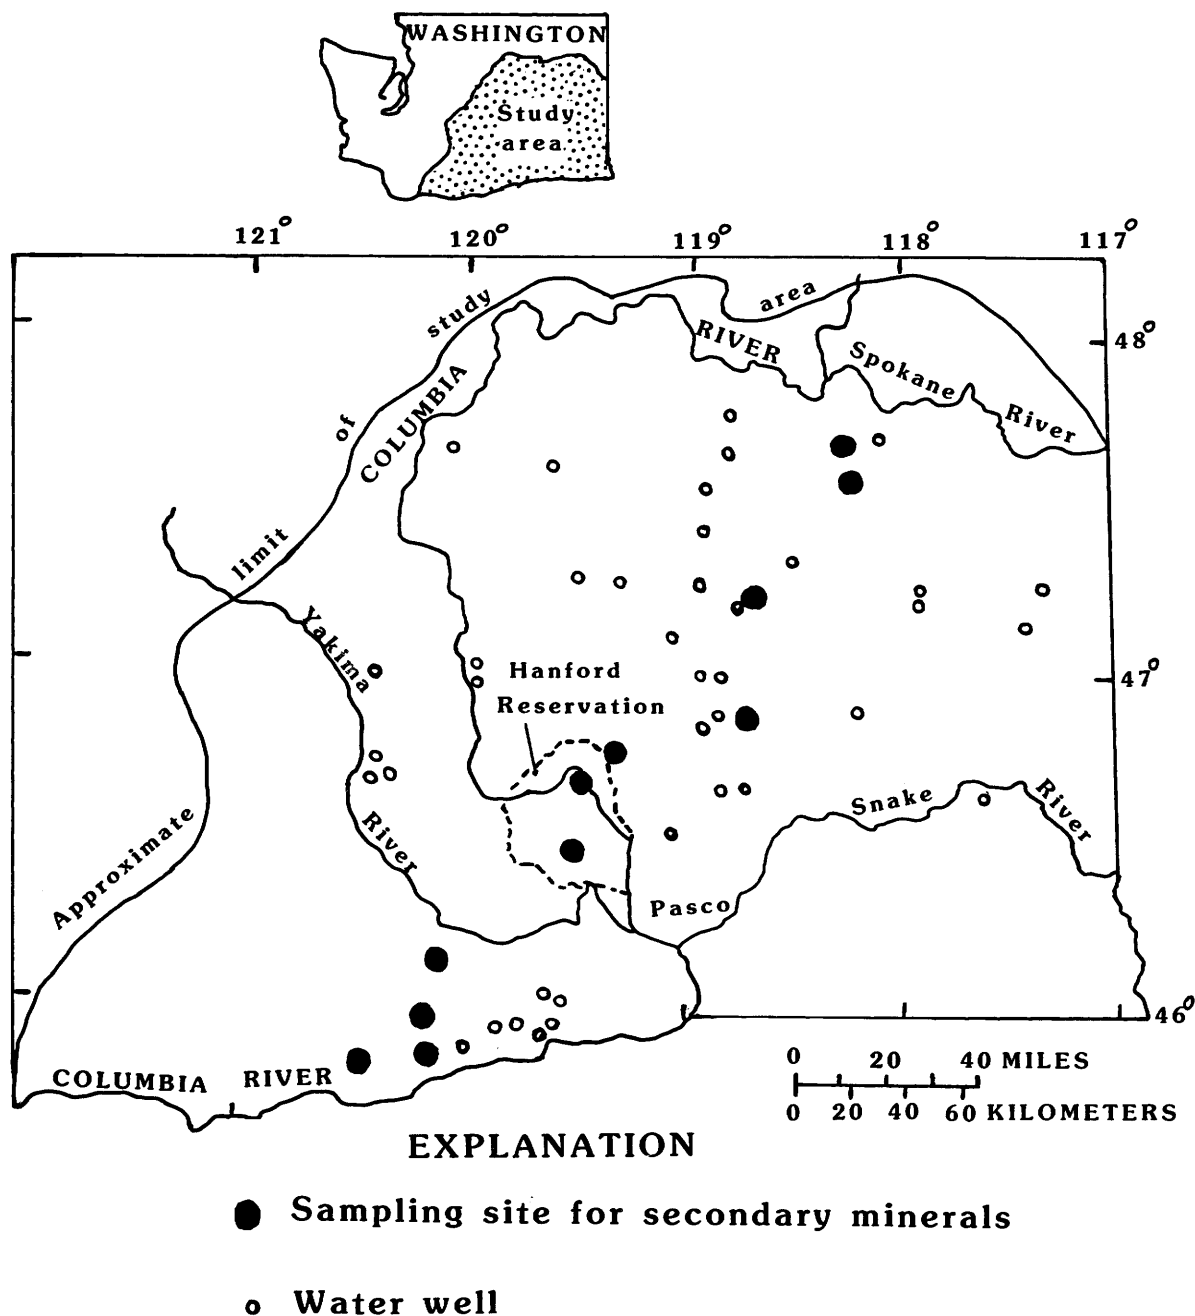 WASHINGTON
Study
area
121°
120°
119°
118°
117°
study
area
RIVER
48°
Spokane
River
of
COLUMBIA
limit
Yakima
Hanford
Reservation
47°
Snake
River
River
Approximate
Pasco
46°
0 20 40 MILES
0 20 40 60 KILOMETERS
COLUMBIA RIVER
EXPLANATION
Sampling site for secondary minerals
Water well